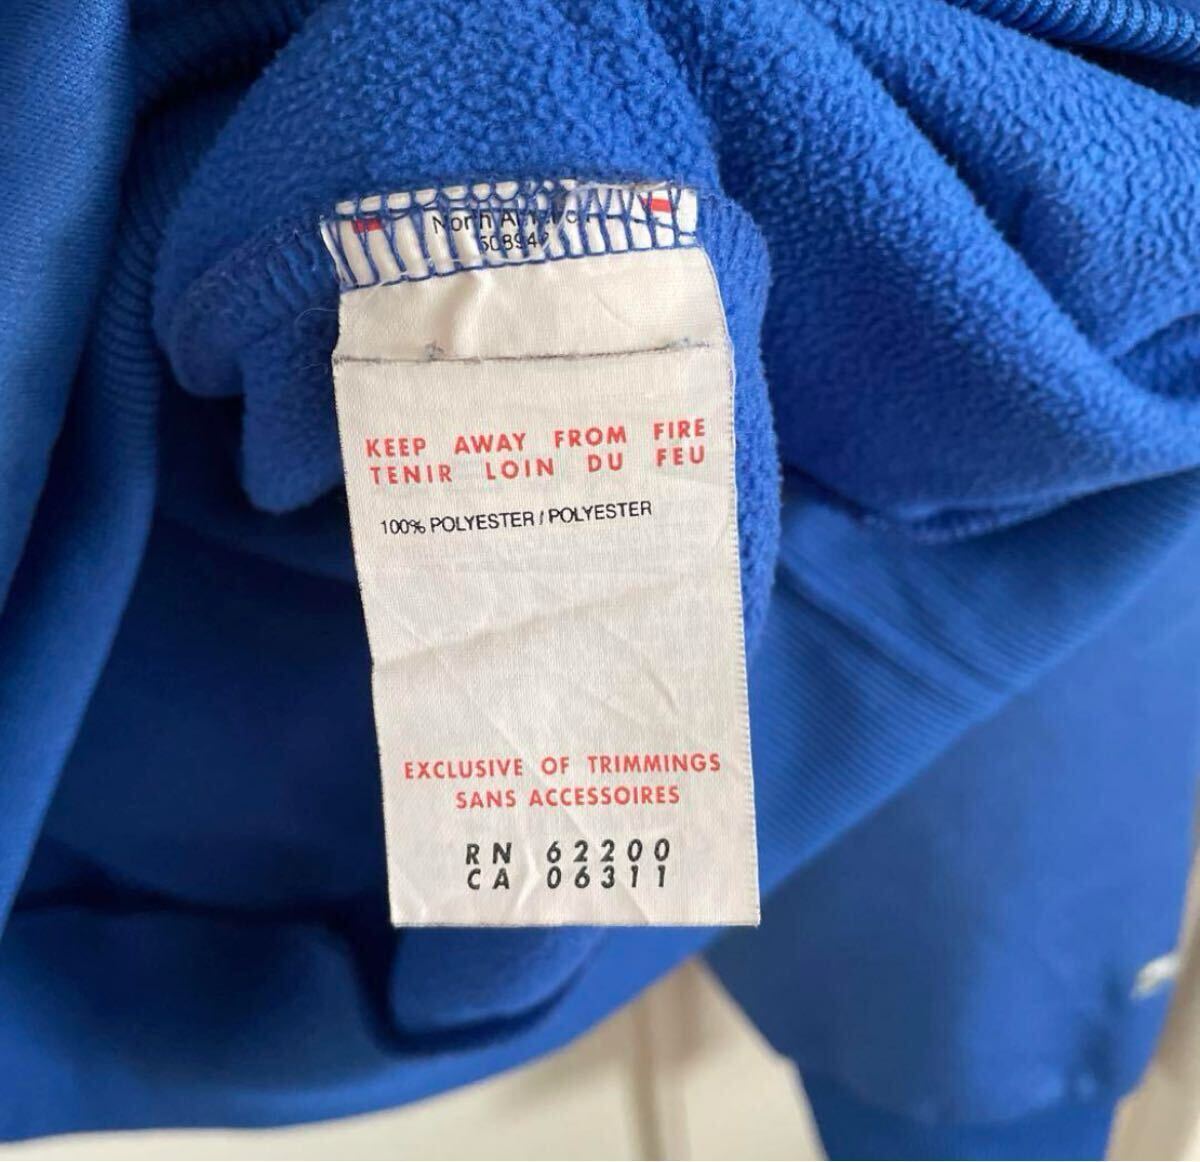 KEEP AWAY FROM FIRE
TENIR LOIN DU FEU
100% POLYESTER / POLYESTER
EXCLUSIVE OF TRIMMINGS
SANS ACCESSOIRES
RN 62200
CA 06311